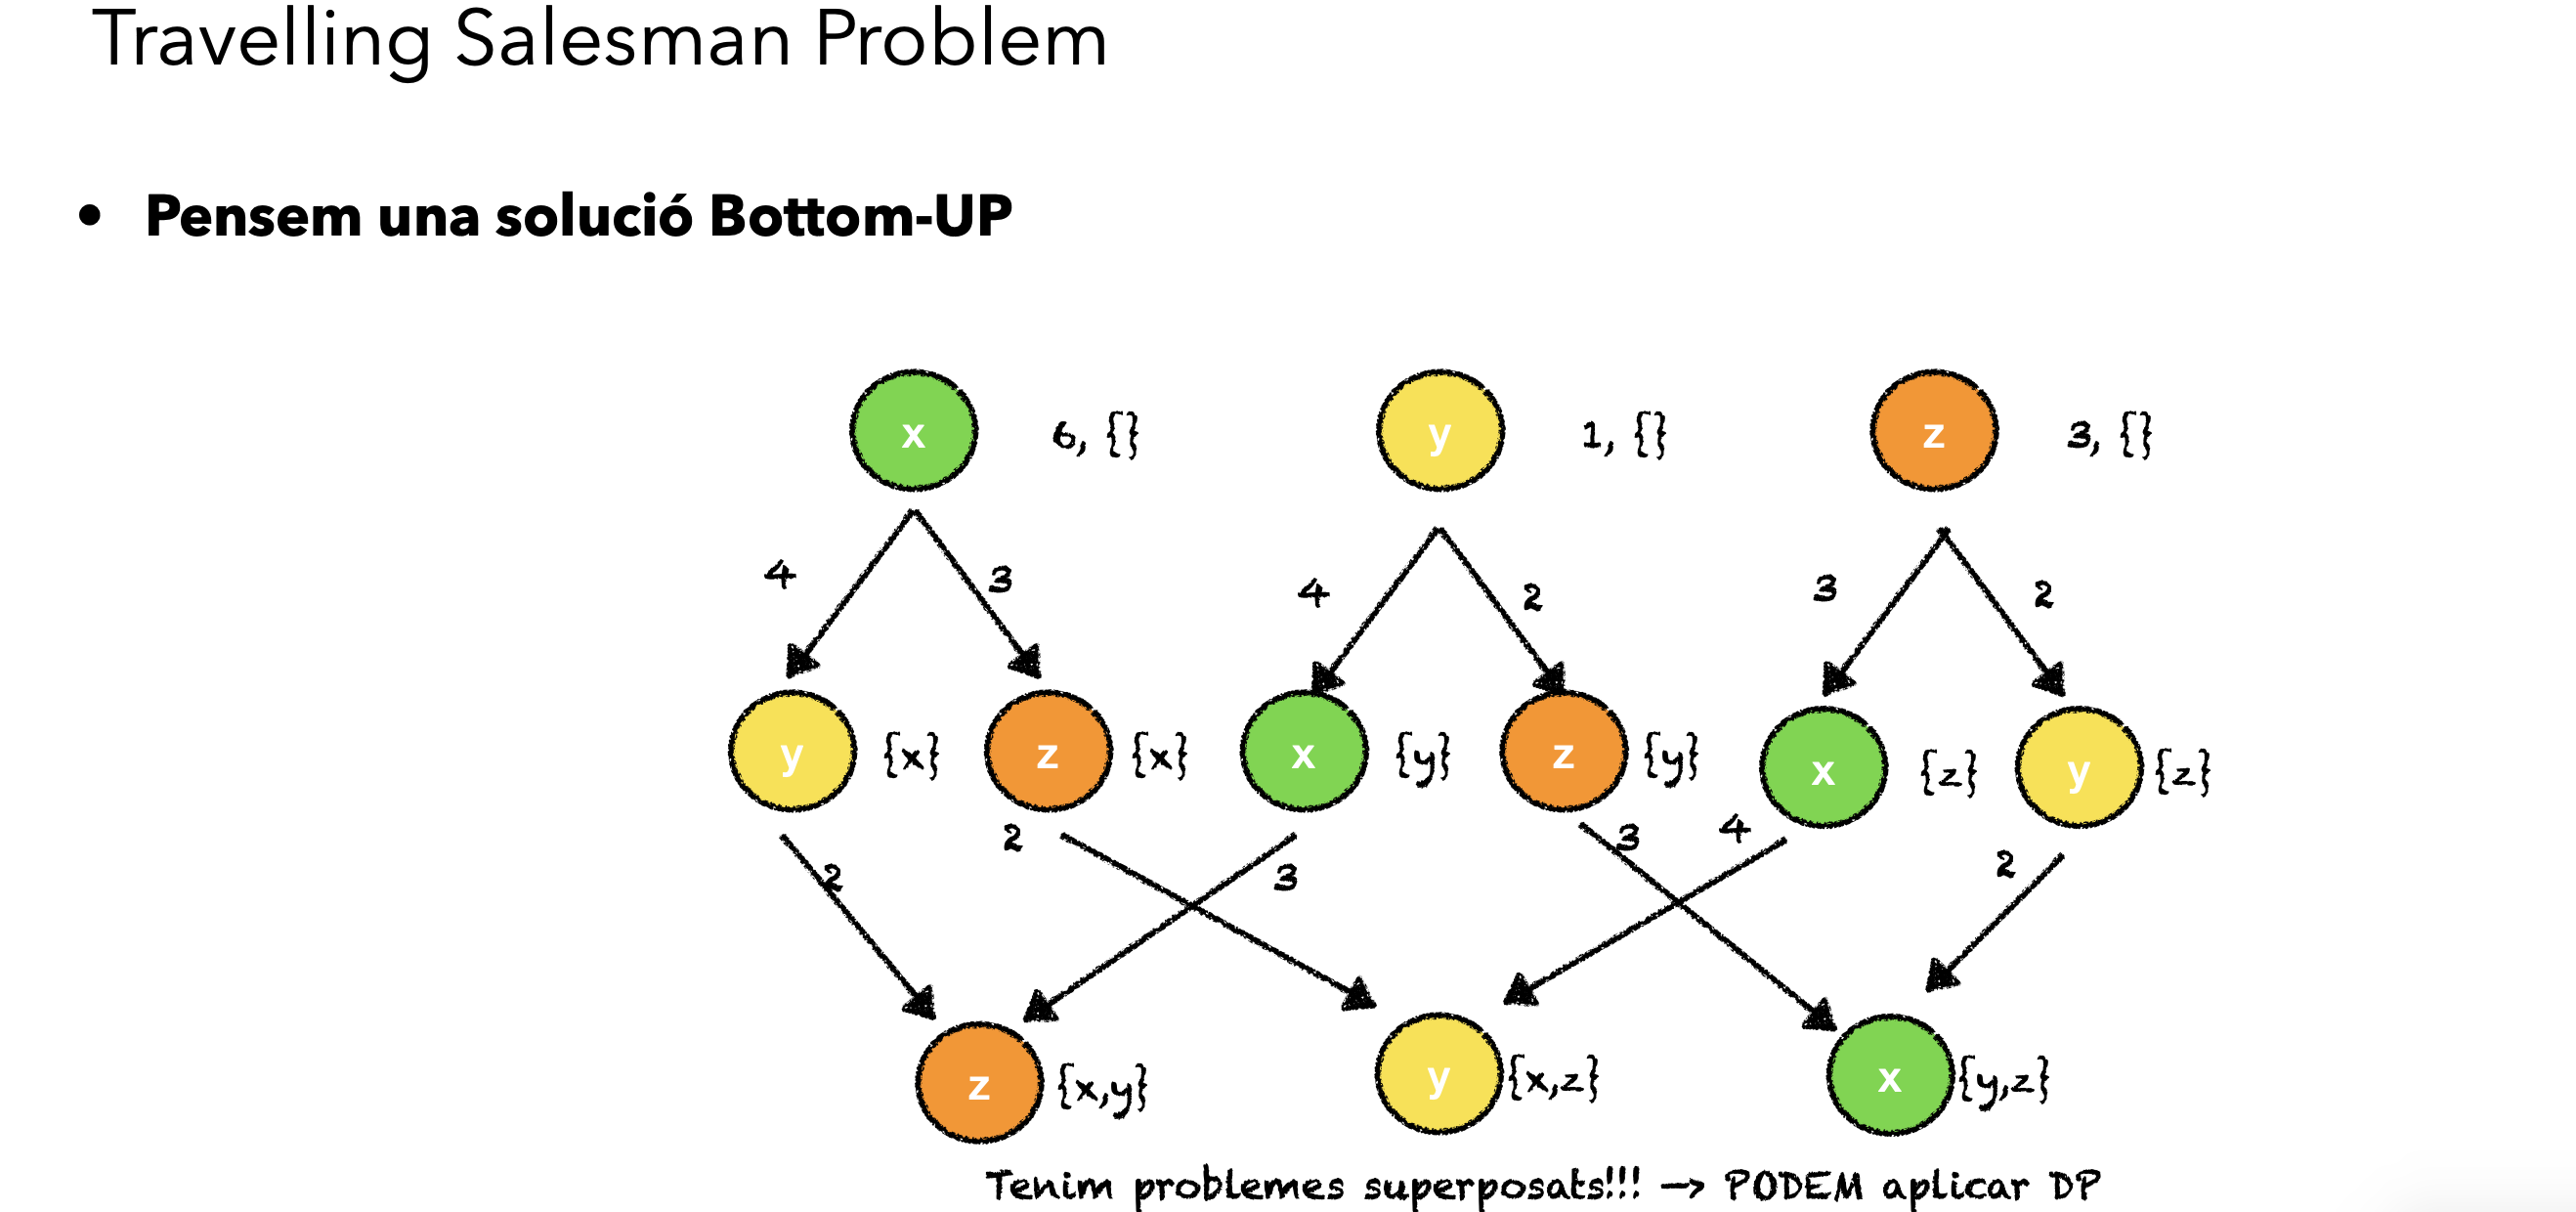 Travelling Salesman Problem
• Pensem una solució Bottom-UP
x 6, {} y 1, {} z 3, {}
4 3 4 2 3 2
y {x} z {x} x {y} z {y} x {z} y {z}
2 2 3 3 4 2
z {x,y} y {x,z} x {y,z}
Tenim problemes superposats!!! → PODEM aplicar DP